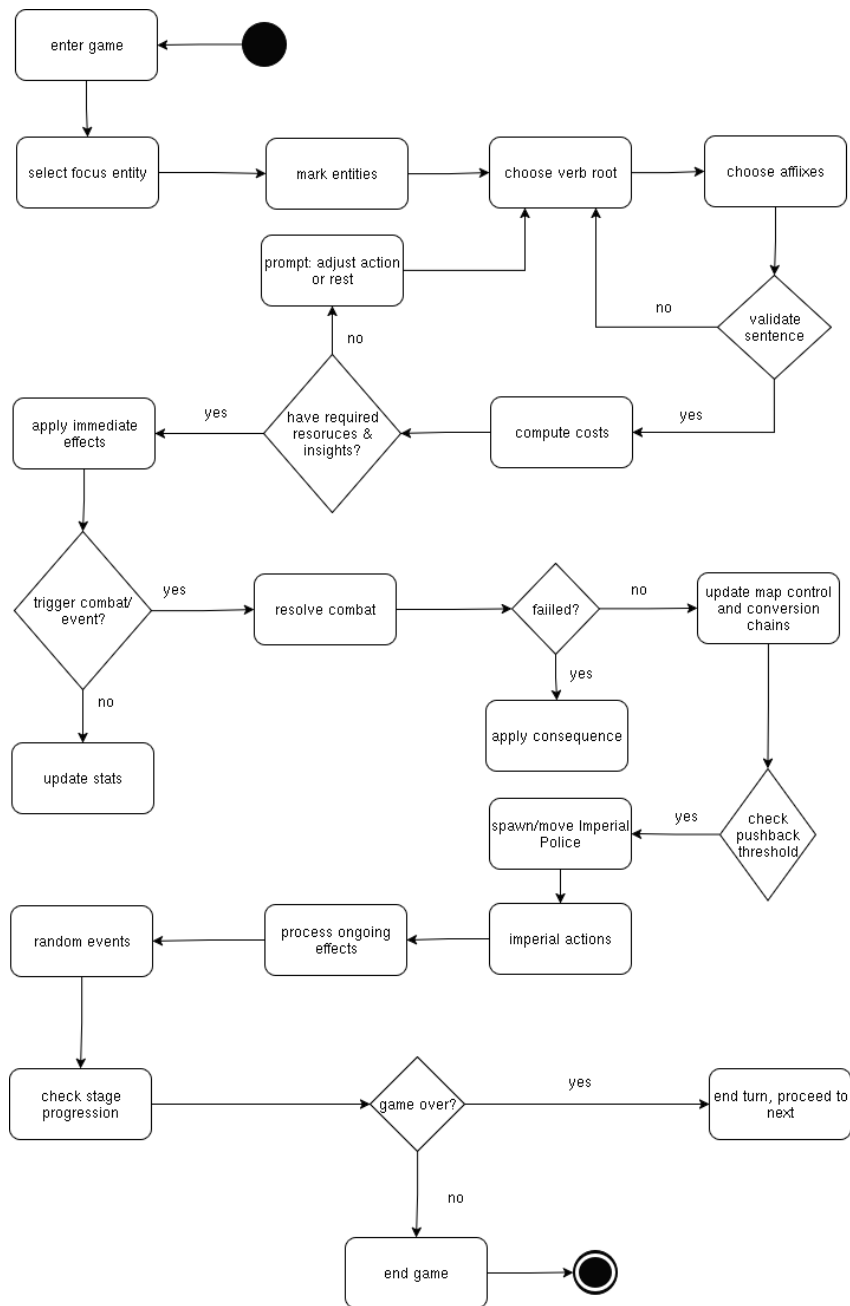 enter game
select focus entity
mark entities
choose verb root
choose affiixes
prompt: adjust action
or rest
no
validate
sentence
no
yes
apply immediate
effects
yes
have required
resoruces &
insights?
compute costs
trigger combat/
event?
yes
resolve combat
faiiled?
no
update map control
and conversion
chains
yes
no
apply consequence
update stats
spawn/move Imperial
Police
yes
check
pushback
threshold
random events
process ongoing
effects
imperial actions
check stage
progression
game over?
yes
end turn, proceed to
next
no
end game